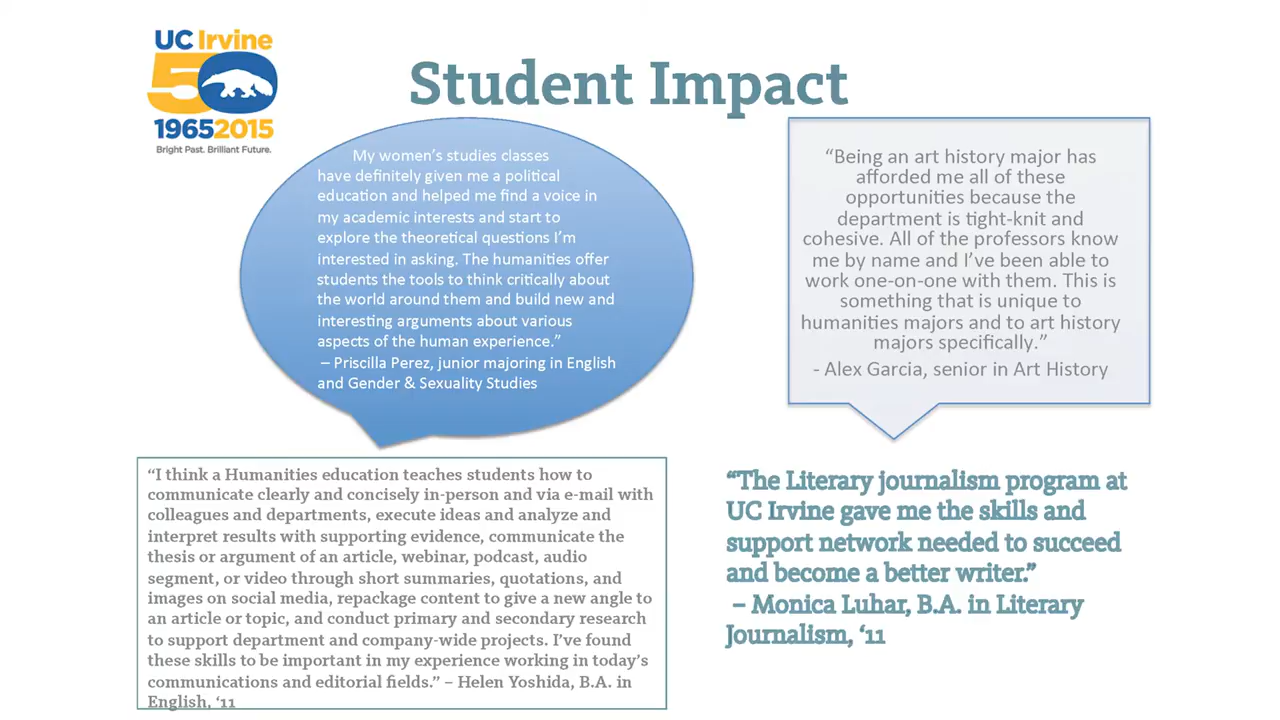 UC Irvine
50
1965 2015
Bright Past. Brilliant Future.
Student Impact
My women’s studies classes
have definitely given me a political
education and helped me find a voice in
my academic interests and start to
explore the theoretical questions I’m
interested in asking. The humanities offer
students the tools to think critically about
the world around them and build new and
interesting arguments about various
aspects of the human experience.”
– Priscilla Perez, junior majoring in English
and Gender & Sexuality Studies
“Being an art history major has
afforded me all of these
opportunities because the
department is tight-knit and
cohesive. All of the professors know
me by name and I’ve been able to
work one-on-one with them. This is
something that is unique to
humanities majors and to art history
majors specifically.”
- Alex Garcia, senior in Art History
“I think a Humanities education teaches students how to
communicate clearly and concisely in-person and via e-mail with
colleagues and departments, execute ideas and analyze and
interpret results with supporting evidence, communicate the
thesis or argument of an article, webinar, podcast, audio
segment, or video through short summaries, quotations, and
images on social media, repackage content to give a new angle to
an article or topic, and conduct primary and secondary research
to support department and company-wide projects. I’ve found
these skills to be important in my experience working in today’s
communications and editorial fields.” – Helen Yoshida, B.A. in
English, ‘11
“The Literary journalism program at
UC Irvine gave me the skills and
support network needed to succeed
and become a better writer.”
– Monica Luhar, B.A. in Literary
Journalism, ‘11